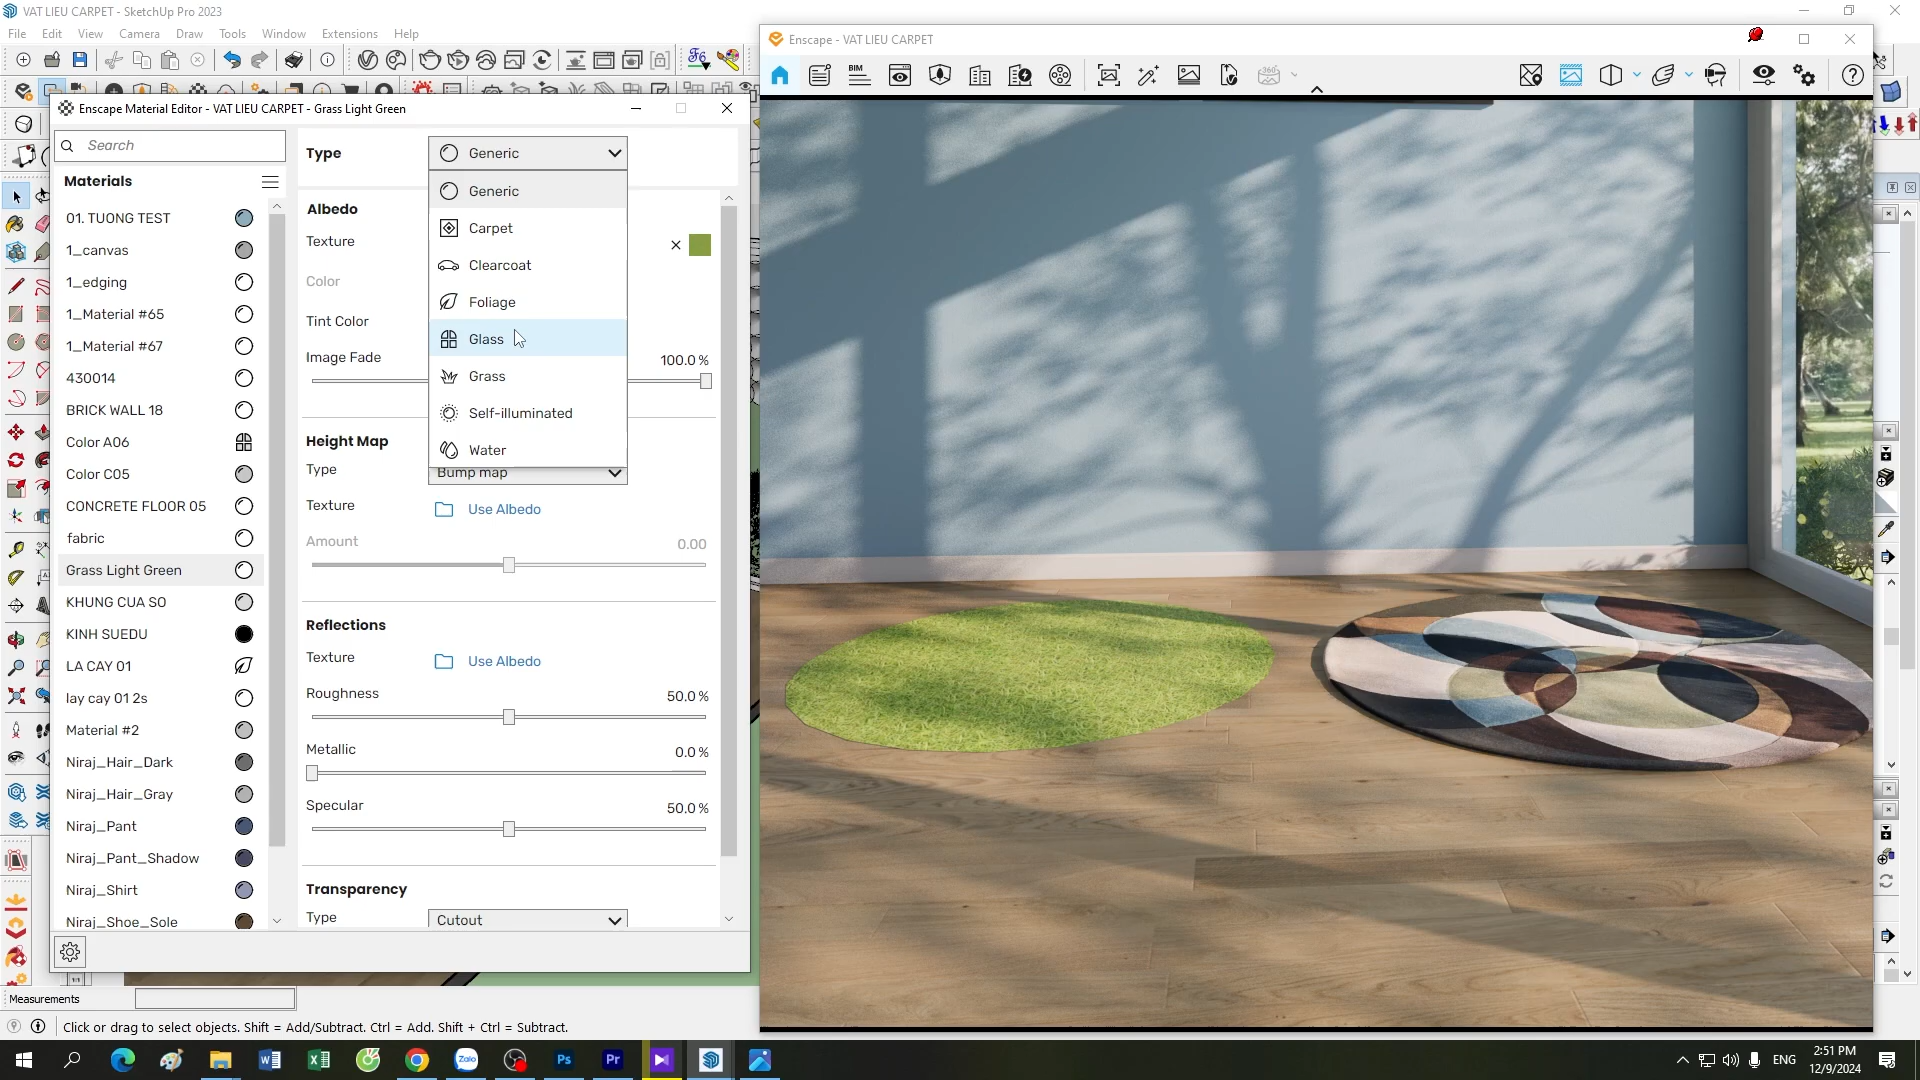 VAT LIEU CARPET - SketchUp Pro 2023
File Edit View Camera Draw Tools Window Extensions Help
Enscape - VAT LIEU CARPET
BIM
360°
Enscape Material Editor - VAT LIEU CARPET - Grass Light Green
Search
Materials
01. TUONG TEST
1_canvas
1_edging
1_Material #65
1_Material #67
430014
BRICK WALL 18
Color A06
Color C05
CONCRETE FLOOR 05
fabric
Grass Light Green
KHUNG CUA SO
KINH SUEDU
LA CAY 01
lay cay 01 2s
Material #2
Niraj_Hair_Dark
Niraj_Hair_Gray
Niraj_Pant
Niraj_Pant_Shadow
Niraj_Shirt
Niraj_Shoe_Sole
Type
Generic
Generic
Carpet
Clearcoat
Foliage
Glass
Grass
Self-illuminated
Water
Albedo
Texture
Color
Tint Color
Image Fade
100.0 %
Height Map
Type
Bump map
Texture
Use Albedo
Amount
0.00
Reflections
Texture
Use Albedo
Roughness
50.0 %
Metallic
0.0 %
Specular
50.0 %
Transparency
Type
Cutout
Measurements
Click or drag to select objects. Shift = Add/Subtract. Ctrl = Add. Shift + Ctrl = Subtract.
Zalo
Ps
Pr
ENG
2:51 PM
12/9/2024